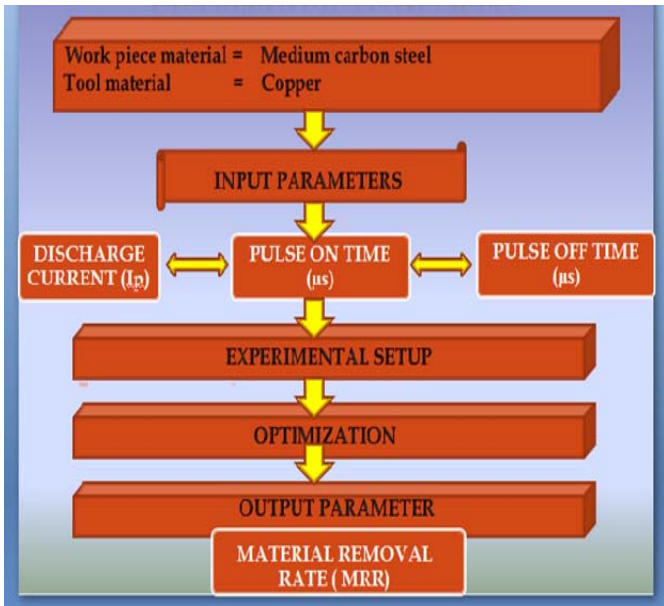 Work piece material = Medium carbon steel
Tool material = Copper
INPUT PARAMETERS
DISCHARGE
CURRENT (Ip)
PULSE ON TIME
(µs)
PULSE OFF TIME
(µs)
EXPERIMENTAL SETUP
OPTIMIZATION
OUTPUT PARAMETER
MATERIAL REMOVAL
RATE ( MRR)